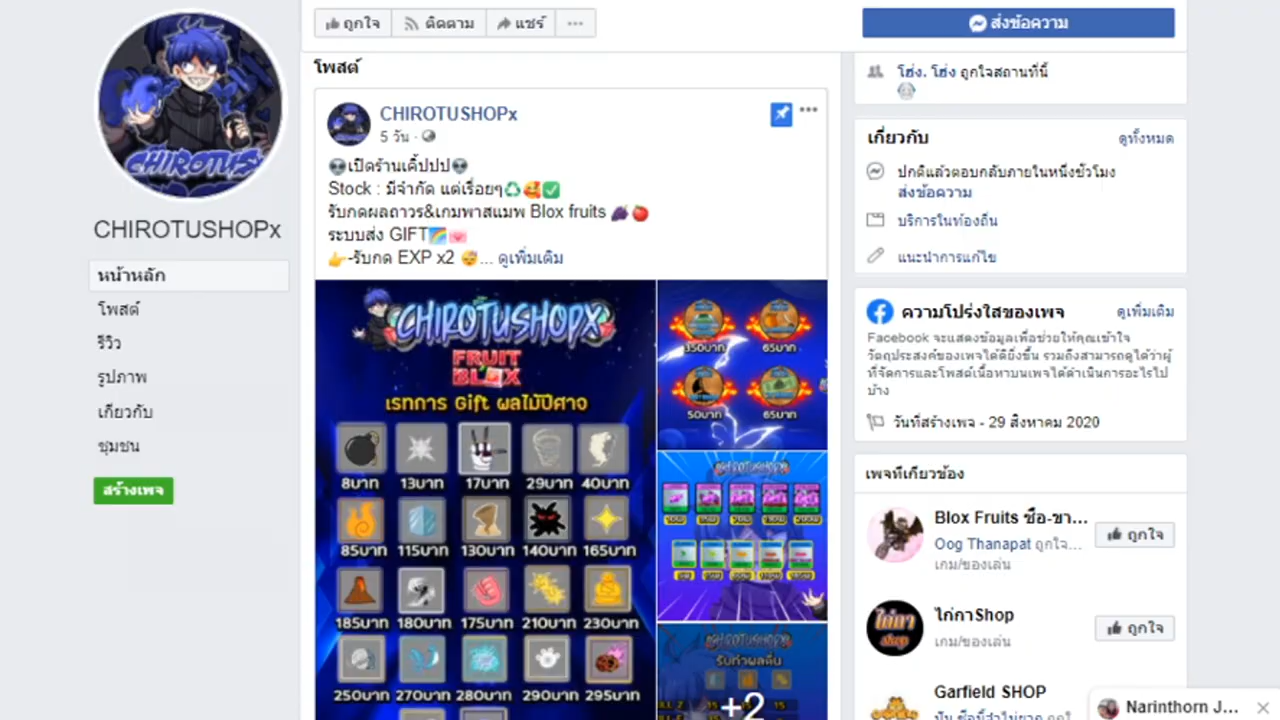 ถูกใจ
ติดตาม
แชร์
ส่งข้อความ
CHIROTUS
CHIROTUSHOPx
หน้าหลัก
โพสต์
รีวิว
รูปภาพ
เกี่ยวกับ
ชุมชน
สร้างเพจ
โพสต์
CHIROTUSHOPx
5 วัน
เปิดร้านเค้ปปป
Stock : มีจำกัด แต่เรื่อยๆ
รับกดผลถาวร&เกมพาสแมพ Blox fruits
ระบบส่ง GIFT
-รับกด EXP x2 ... ดูเพิ่มเติม
CHIROTUSHOPX
FRUIT
BLOX
เรทการ Gift ผลไม้ปีศาจ
8บาท 13บาท 17บาท 29บาท 40บาท
85บาท 115บาท 130บาท 140บาท 165บาท
185บาท 180บาท 175บาท 210บาท 230บาท
250บาท 270บาท 280บาท 290บาท 295บาท
350บาท 65บาท
50บาท 65บาท
CHIROTUSHOPX
CHIROTUSHOPX
รับทำผลตื่น
+2
โฮ่ง. โฮ่ง ถูกใจสถานที่นี้
เกี่ยวกับ
ดูทั้งหมด
ปกติแล้วตอบกลับภายในหนึ่งชั่วโมง
ส่งข้อความ
บริการในท้องถิ่น
แนะนำการแก้ไข
ความโปร่งใสของเพจ
ดูเพิ่มเติม
Facebook จะแสดงข้อมูลเพื่อช่วยให้คุณเข้าใจ
วัตถุประสงค์ของเพจได้ดียิ่งขึ้น รวมถึงสามารถดูได้ว่าผู้
ที่จัดการและโพสต์เนื้อหาบนเพจได้ดำเนินการอะไรไป
บ้าง
วันที่สร้างเพจ - 29 สิงหาคม 2020
เพจที่เกี่ยวข้อง
Blox Fruits ซื้อ-ขา...
Oog Thanapat ถูกใจ...
เกม/ของเล่น
ถูกใจ
ไก่กาShop
เกม/ของเล่น
ถูกใจ
ไก่กา
shop
Garfield SHOP
Narinthorn J...